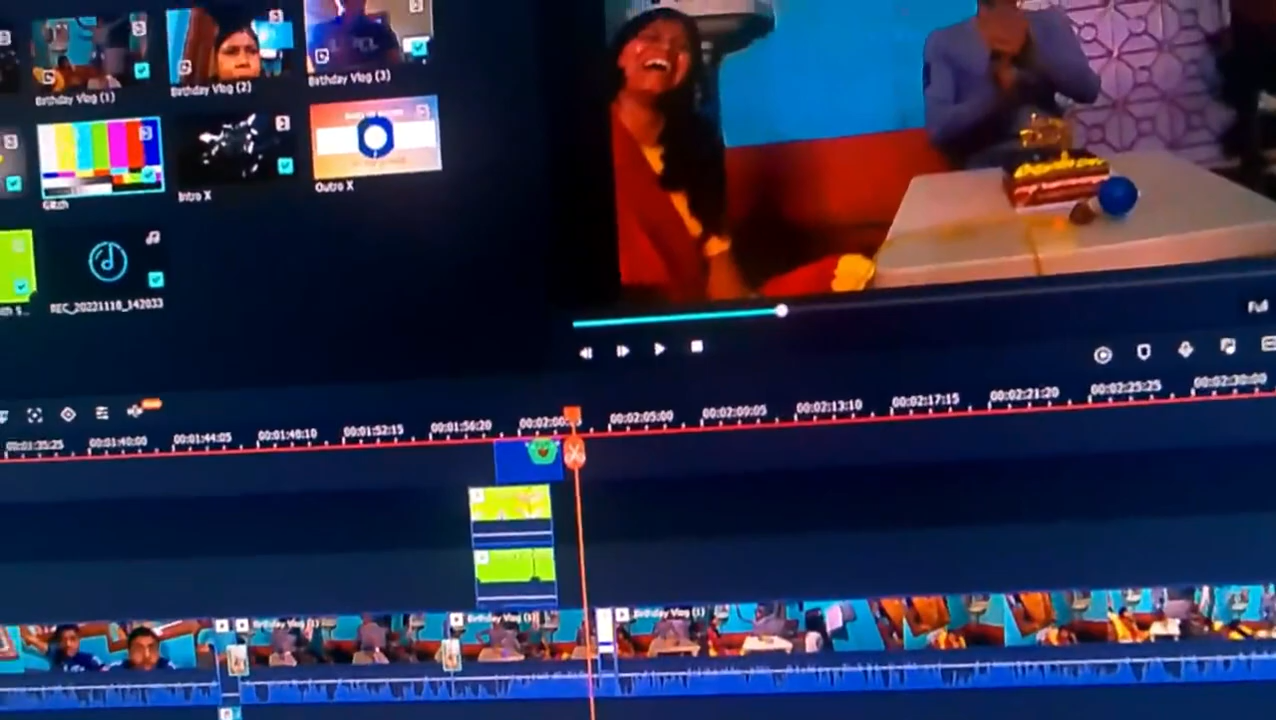 Birthday Vlog (1)
Birthday Vlog (2)
Birthday Vlog (3)
Glitch
Intro X
Outro X
REC_20221118_142033
Full
00:01:35:25
00:01:40:00
00:01:44:05
00:01:48:10
00:01:52:15
00:01:56:20
00:02:00
00:02:05:00
00:02:09:05
00:02:13:10
00:02:17:15
00:02:21:20
00:02:25:25
00:02:30:00
Birthday Vlog (1)
Birthday Vlog (1)
Birthday Vlog (1)